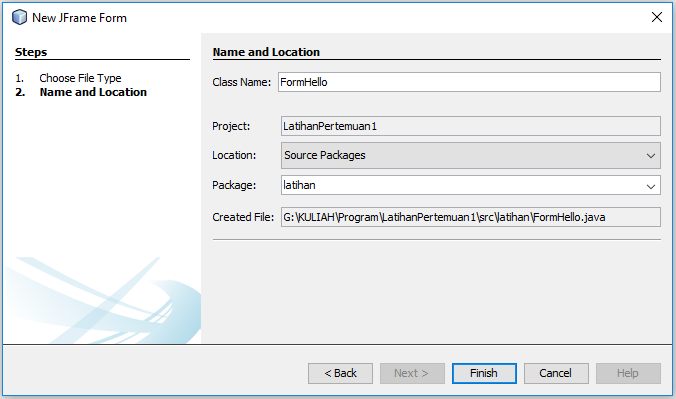 New JFrame Form
Steps
1. Choose File Type
2. Name and Location
Name and Location
Class Name: FormHello
Project: LatihanPertemuan1
Location: Source Packages
Package: latihan
Created File: G:\KULIAH\Program\LatihanPertemuan1\src\latihan\FormHello.java
< Back Next > Finish Cancel Help